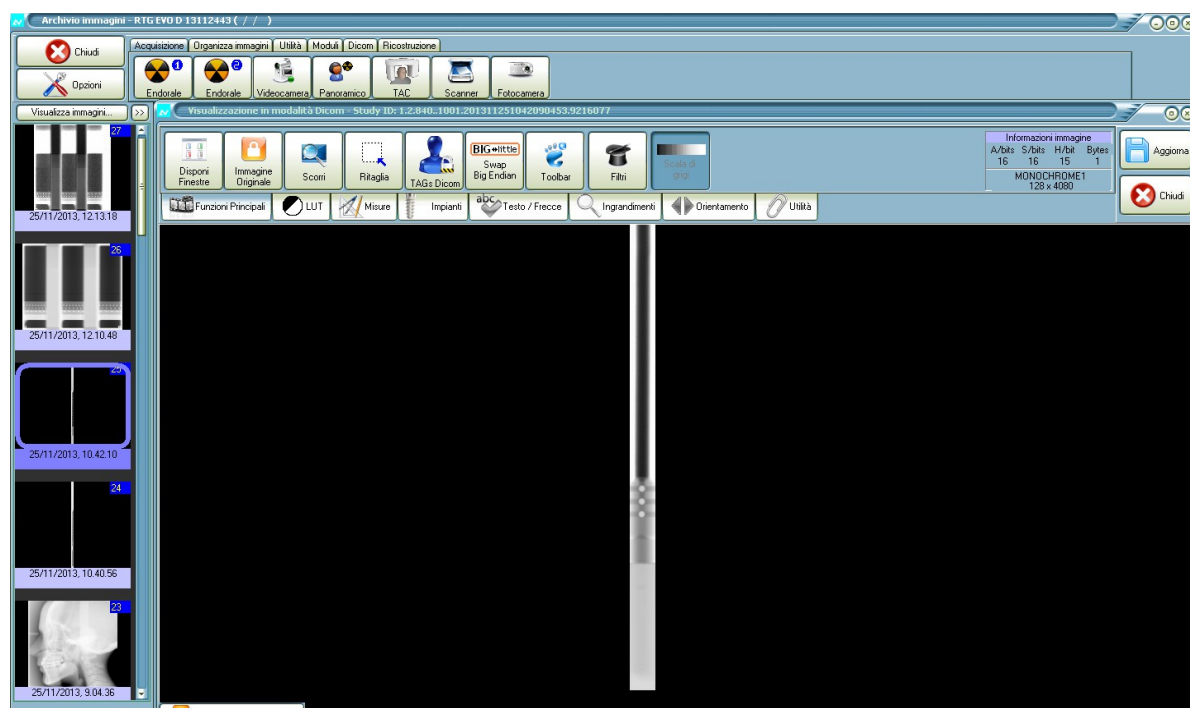 Archivio immagini - RTG EVO D 13112443 ( / / )
Chiudi
Opzioni
Acquisizione Organizza immagini Utilità Moduli Dicom Ricostruzione
1 2
Endorale Endorale Videocamera Panoramico TAC Scanner Fotocamera
Visualizza immagini... >>
Visualizzazione in modalità Dicom - Study ID: 1.2.840..1001.201311251042090453.9216077
Disponi Finestre
Immagine Originale
Scorri
Ritaglia
TAGs Dicom
BIG little
Swap Big Endian
Toolbar
Filtri
Scala di grigi
Informazioni immagine
A/bits S/bits H/bit Bytes
16 16 15 1
MONOCHROME1
128 x 4080
Aggiorna
Chiudi
Funzioni Principali LUT Misure Impianti abc Testo / Frecce Ingrandimenti Orientamento Utilità
27
25/11/2013, 12.13.18
26
25/11/2013, 12.10.48
25
25/11/2013, 10.42.10
24
25/11/2013, 10.40.56
23
25/11/2013, 9.04.36